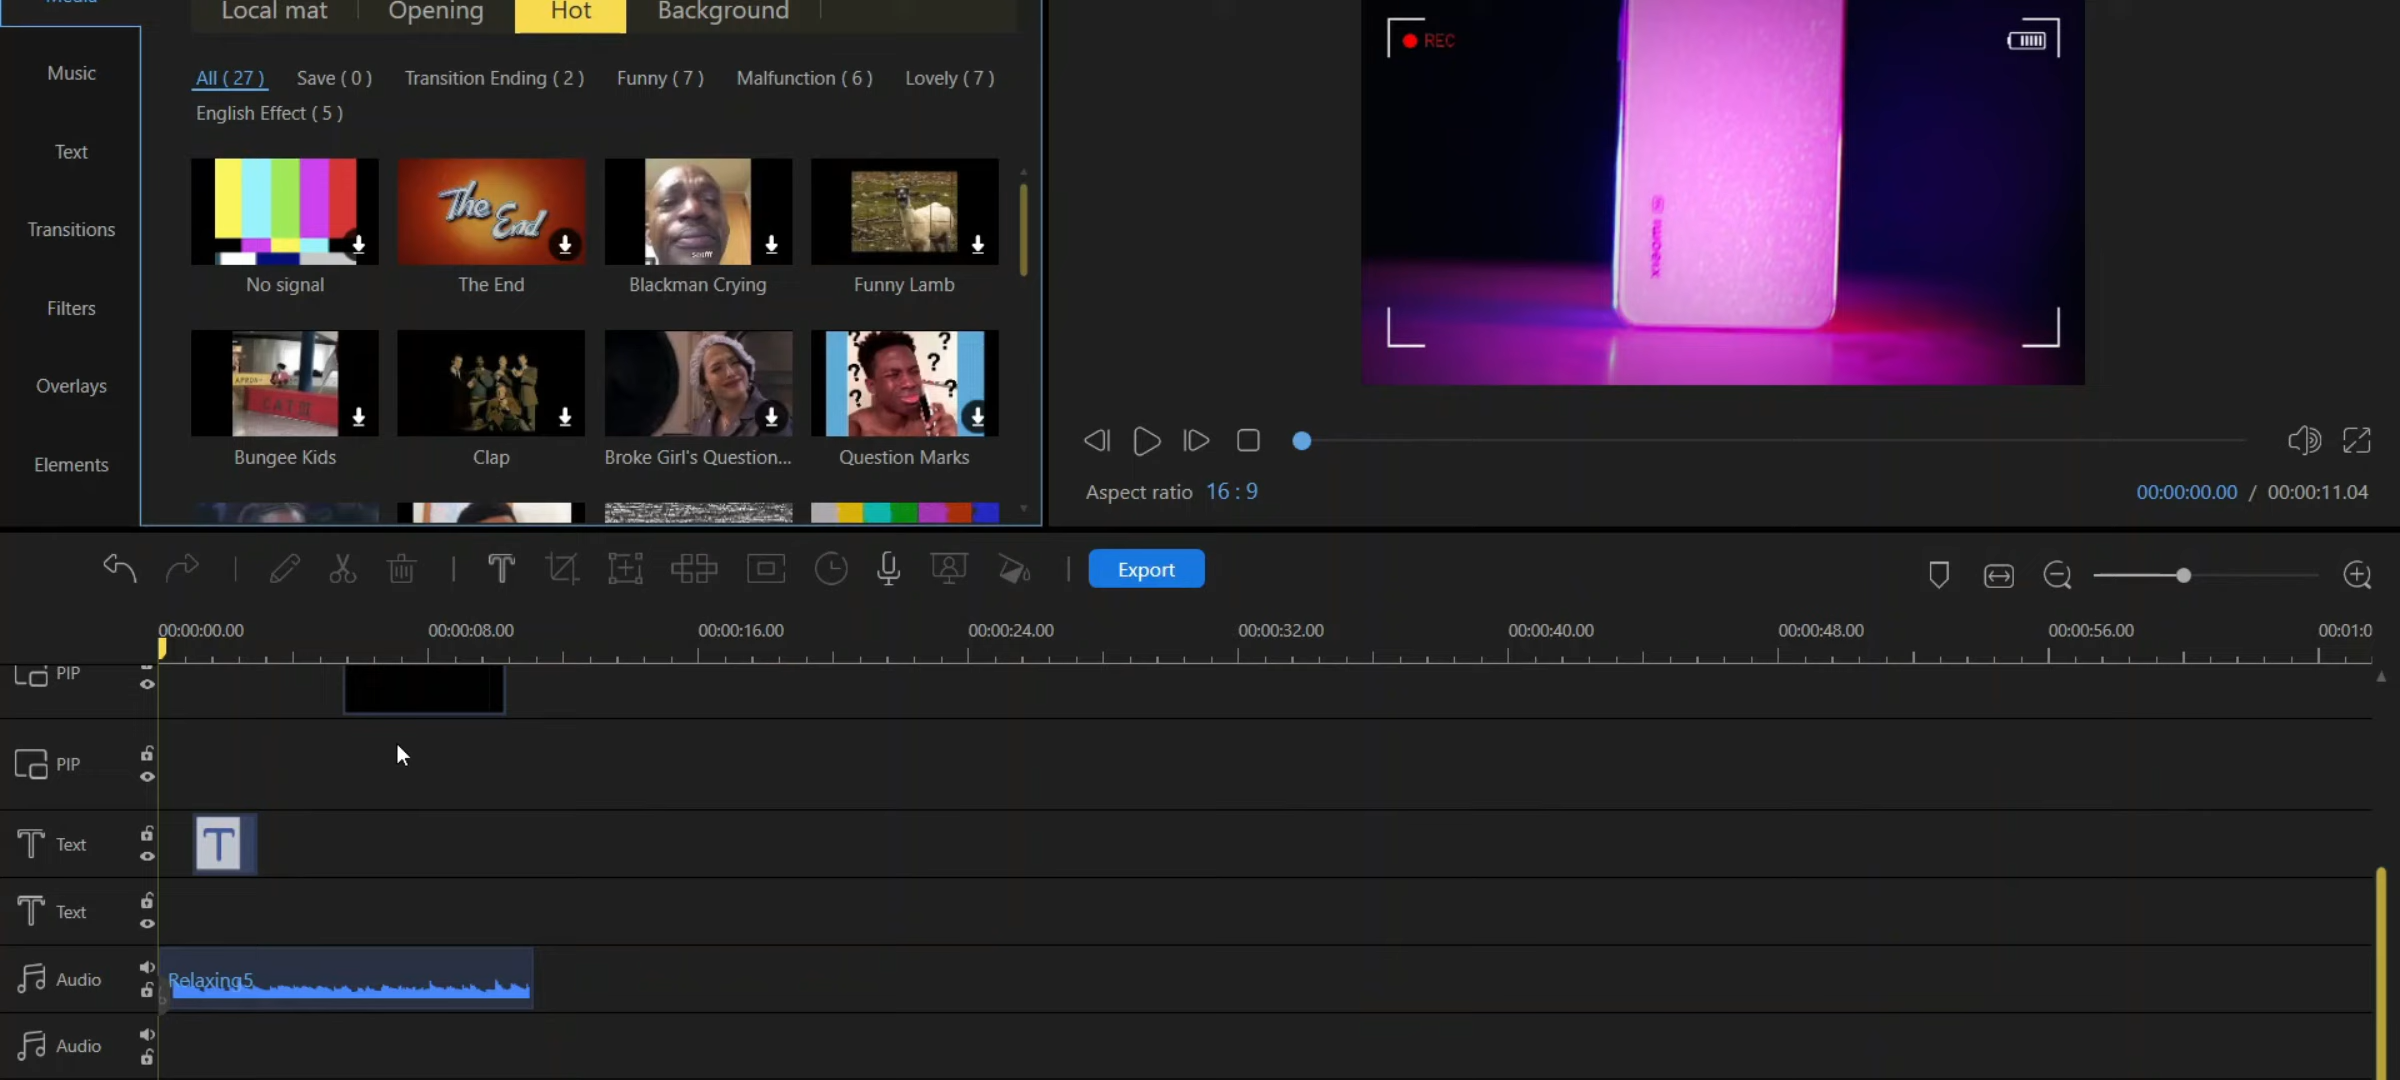 Media
Local mat Opening Hot Background
Music
All ( 27 ) Save ( 0 ) Transition Ending ( 2 ) Funny ( 7 ) Malfunction ( 6 ) Lovely ( 7 )
English Effect ( 5 )
REC
Text
Transitions
The End
xiaomi
No signal The End Blackman Crying Funny Lamb
Filters
Overlays
Bungee Kids Clap Broke Girl's Question... Question Marks
Elements
Aspect ratio 16 : 9
00:00:00.00 / 00:00:11.04
Export
00:00:00.00 00:00:08.00 00:00:16.00 00:00:24.00 00:00:32.00 00:00:40.00 00:00:48.00 00:00:56.00 00:01:0
PIP
PIP
Text
Text
Audio Relaxing5
Audio